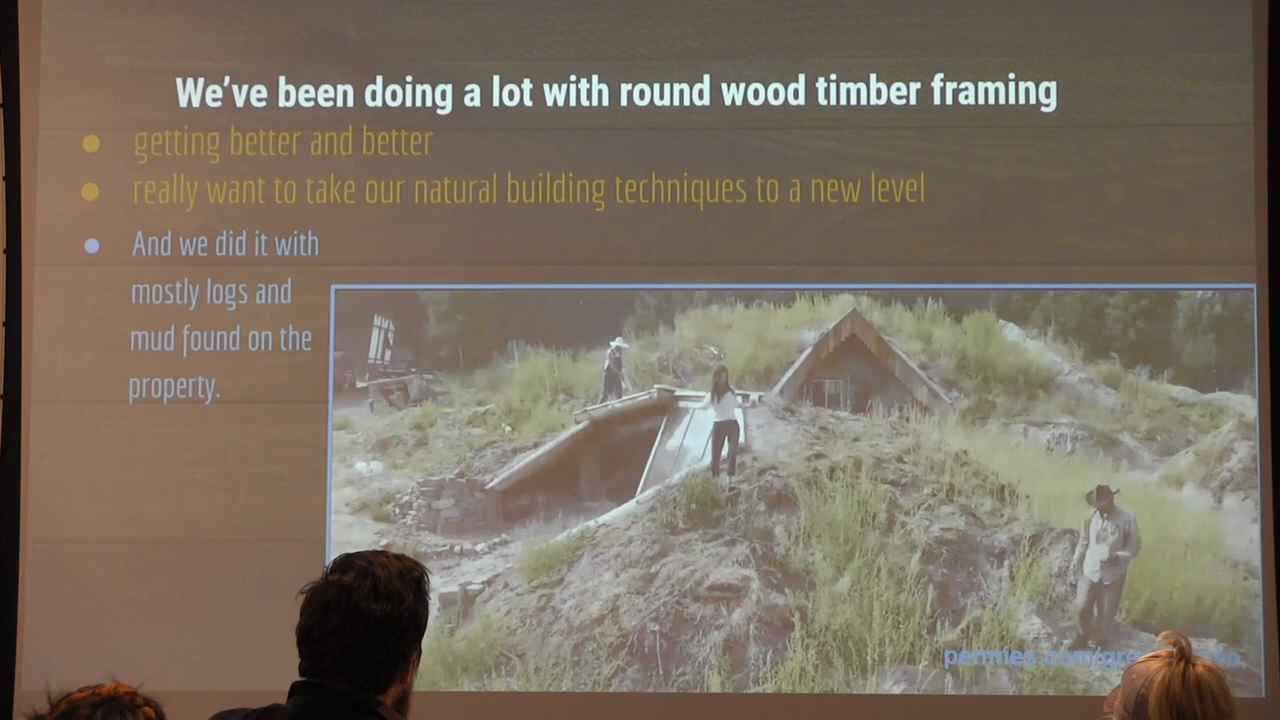 We've been doing a lot with round wood timber framing
getting better and better
really want to take our natural building techniques to a new level
And we did it with
mostly logs and
mud found on the
property.